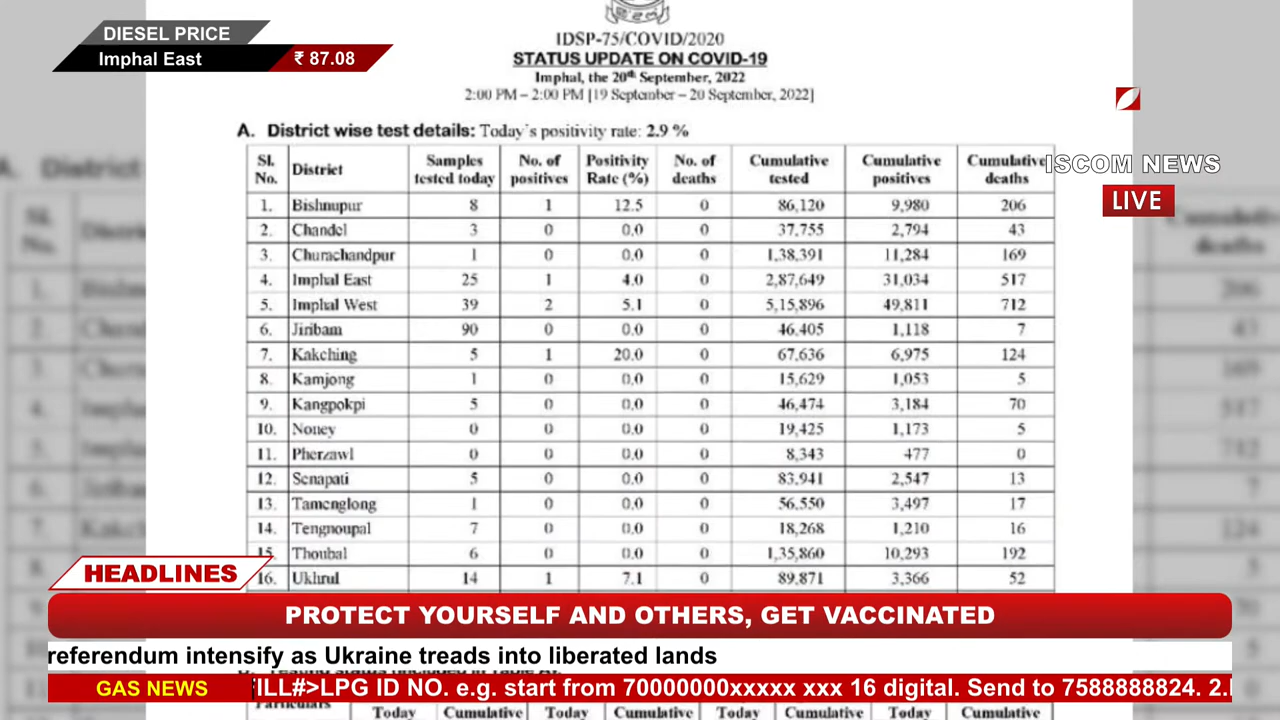 DIESEL PRICE
Imphal East ₹ 87.08
IDSP-75/COVID/2020
STATUS UPDATE ON COVID-19
Imphal, the 20th September, 2022
2:00 PM – 2:00 PM [19 September – 20 September, 2022]
A. District wise test details: Today's positivity rate: 2.9 %
Sl. No. District Samples tested today No. of positives Positivity Rate (%) No. of deaths Cumulative tested Cumulative positives Cumulative deaths
ISCOM NEWS
LIVE
1. Bishnupur 8 1 12.5 0 86,120 9,980 206
2. Chandel 3 0 0.0 0 37,755 2,794 43
3. Churachandpur 1 0 0.0 0 1,38,391 11,284 169
4. Imphal East 25 1 4.0 0 2,87,649 31,034 517
5. Imphal West 39 2 5.1 0 5,15,896 49,811 712
6. Jiribam 90 0 0.0 0 46,405 1,118 7
7. Kakching 5 1 20.0 0 67,636 6,975 124
8. Kamjong 1 0 0.0 0 15,629 1,053 5
9. Kangpokpi 5 0 0.0 0 46,474 3,184 70
10. Noney 0 0 0.0 0 19,425 1,173 5
11. Pherzawl 0 0 0.0 0 8,343 477 0
12. Senapati 5 0 0.0 0 83,941 2,547 13
13. Tamenglong 1 0 0.0 0 56,550 3,497 17
14. Tengnoupal 7 0 0.0 0 18,268 1,210 16
15. Thoubal 6 0 0.0 0 1,35,860 10,293 192
16. Ukhrul 14 1 7.1 0 89,871 3,366 52
HEADLINES
PROTECT YOURSELF AND OTHERS, GET VACCINATED
referendum intensify as Ukraine treads into liberated lands
GAS NEWS ILL#>LPG ID NO. e.g. start from 70000000xxxxx xxx 16 digital. Send to 7588888824. 2.
Particulars Today Cumulative Today Cumulative Today Cumulative Today Cumulative